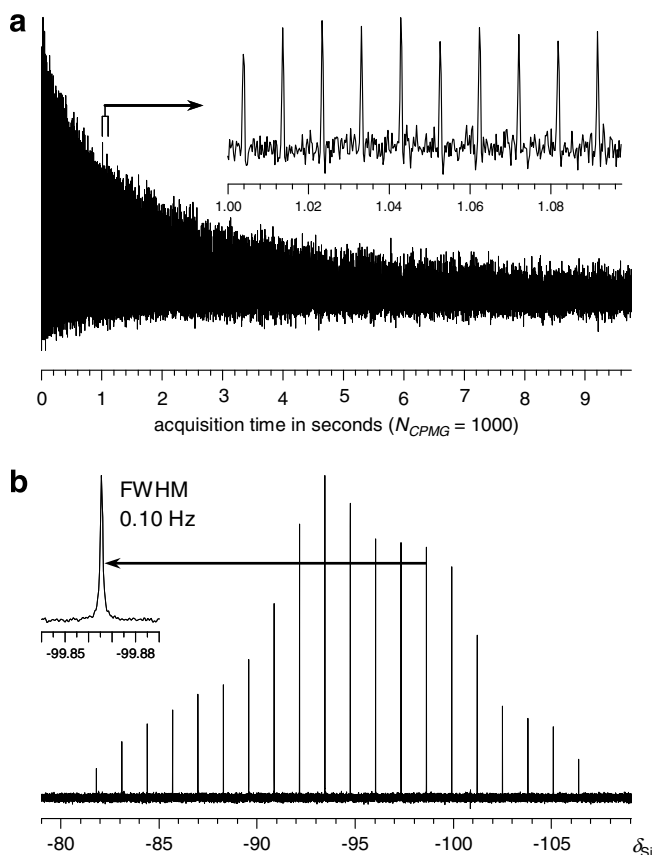 a
1.00 1.02 1.04 1.06 1.08
0 1 2 3 4 5 6 7 8 9
acquisition time in seconds (N_CPMG = 1000)
b
FWHM
0.10 Hz
-99.85 -99.88
-80 -85 -90 -95 -100 -105 δ_Si